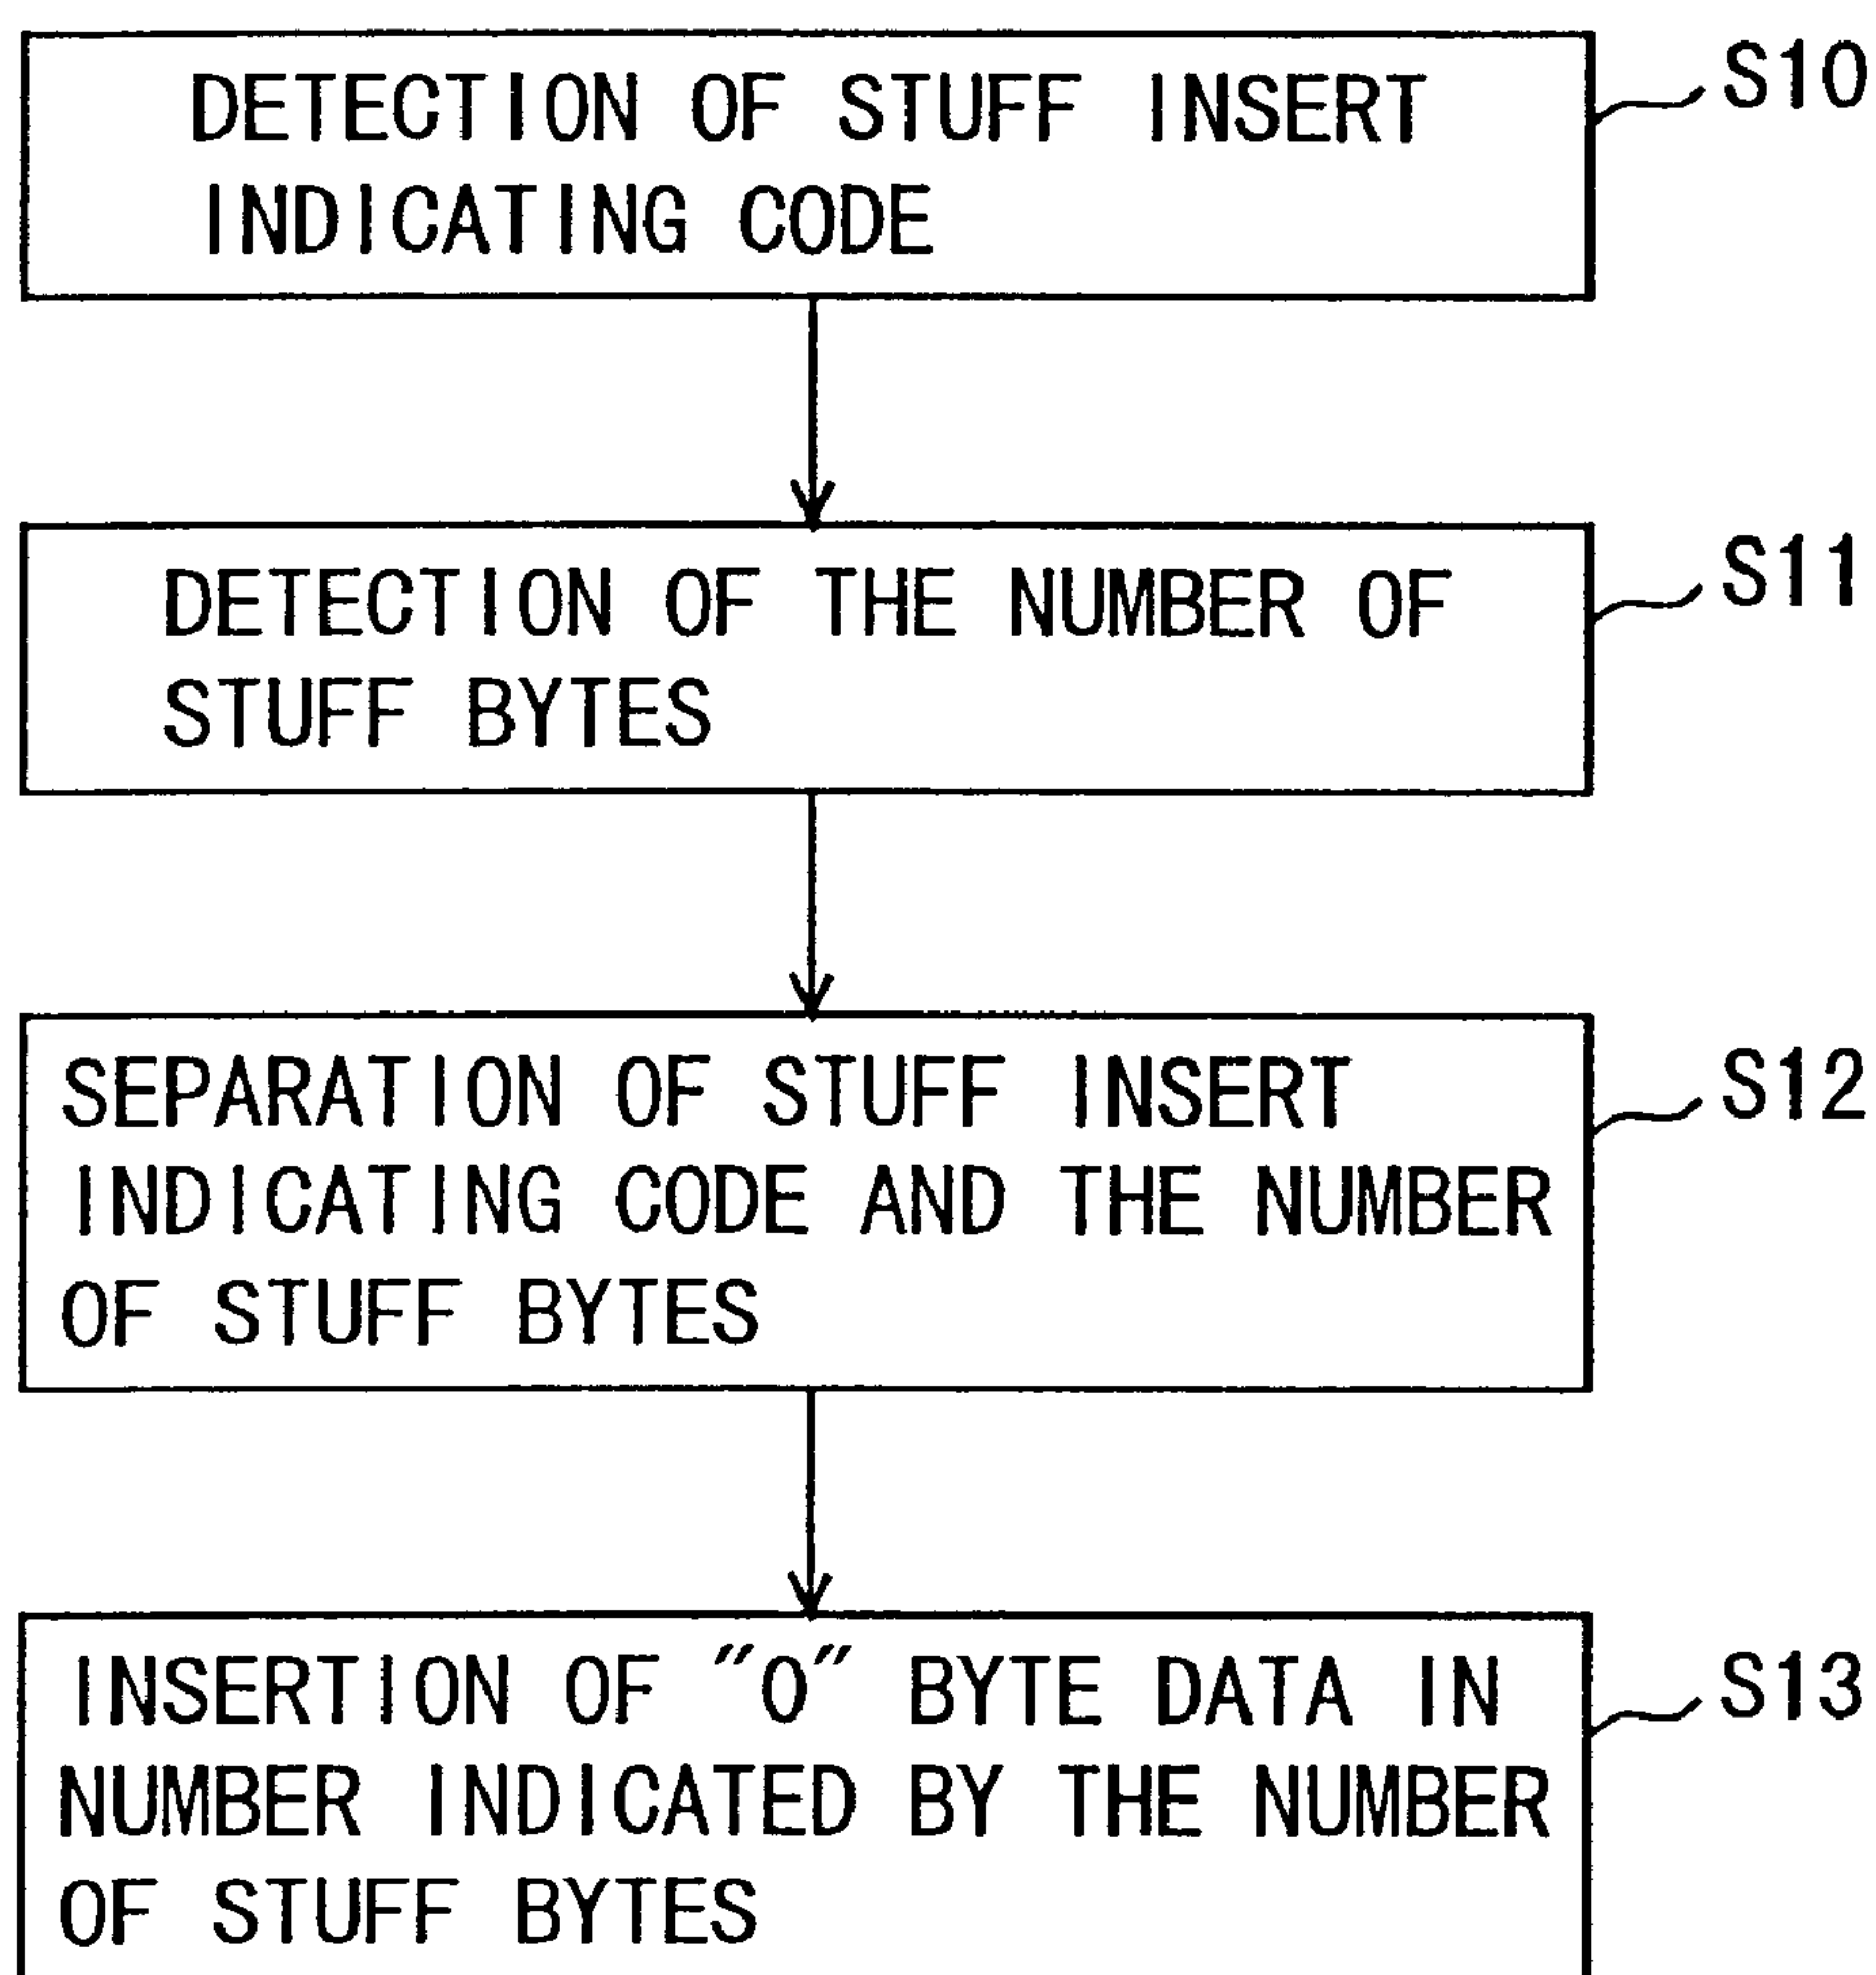 DETECTION OF STUFF INSERT S10
INDICATING CODE
DETECTION OF THE NUMBER OF S11
STUFF BYTES
SEPARATION OF STUFF INSERT S12
INDICATING CODE AND THE NUMBER
OF STUFF BYTES
INSERTION OF "0" BYTE DATA IN S13
NUMBER INDICATED BY THE NUMBER
OF STUFF BYTES